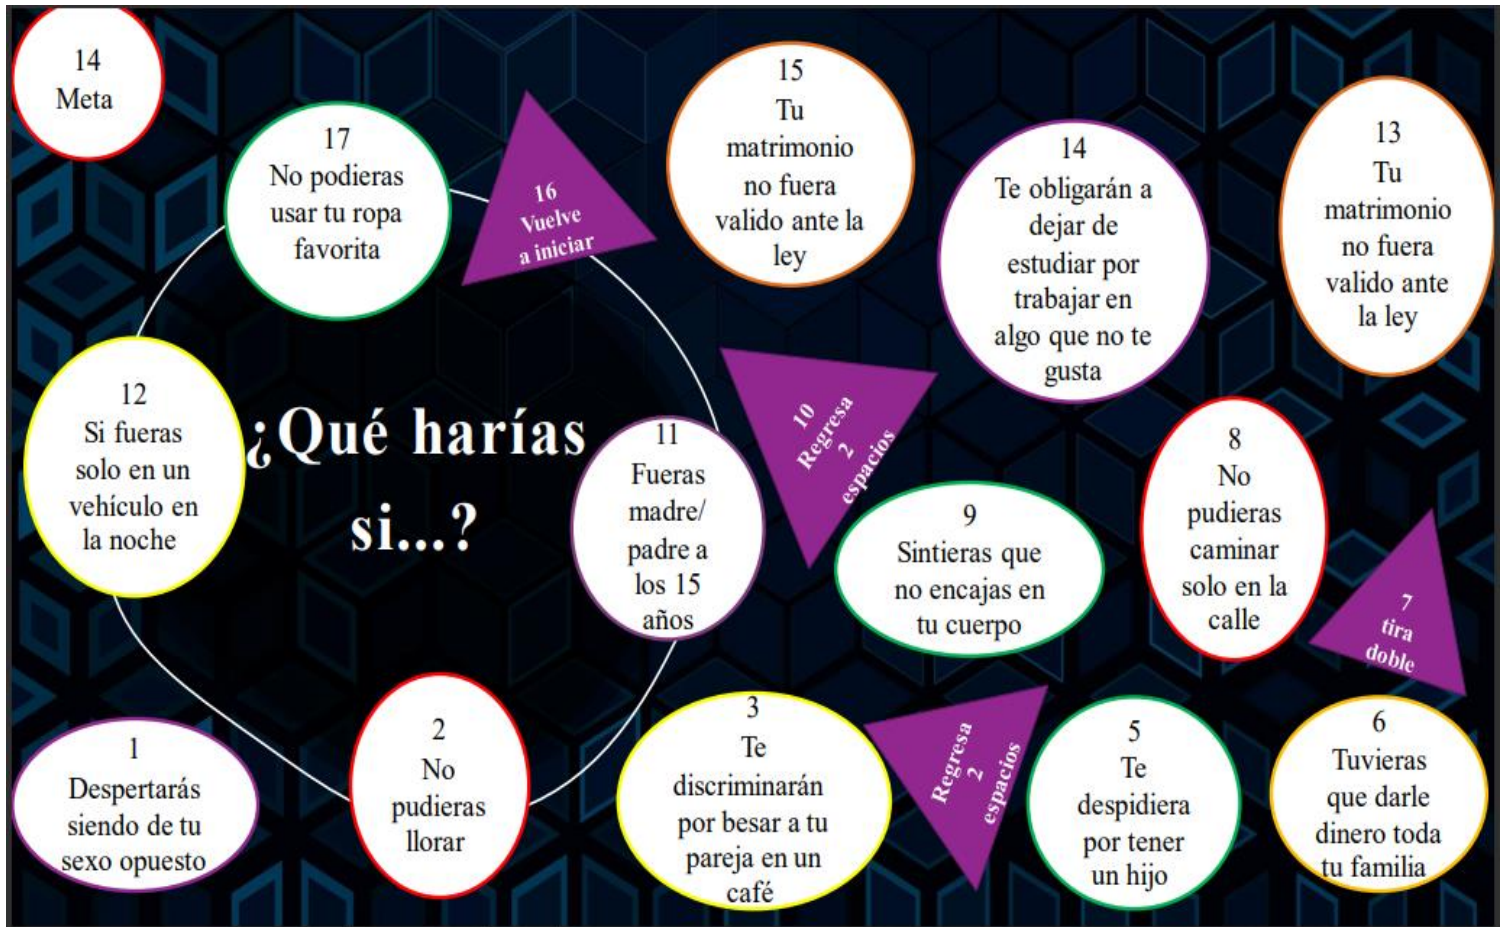 14
Meta
17
No podieras
usar tu ropa
favorita
16
Vuelve
a iniciar
15
Tu
matrimonio
no fuera
valido ante la
ley
14
Te obligarán a
dejar de
estudiar por
trabajar en
algo que no te
gusta
13
Tu
matrimonio
no fuera
valido ante
la ley
12
Si fueras
solo en un
vehículo en
la noche
¿Qué harías
si...?
11
Fueras
madre/
padre a
los 15
años
10
Regresa
2
espacios
9
Sintieras que
no encajas en
tu cuerpo
8
No
pudieras
caminar
solo en la
calle
7
tira
doble
1
Despertarás
siendo de tu
sexo opuesto
2
No
pudieras
llorar
3
Te
discriminarán
por besar a tu
pareja en un
café
Regresa
2
espacios
5
Te
despidiera
por tener
un hijo
6
Tuvieras
que darle
dinero toda
tu familia